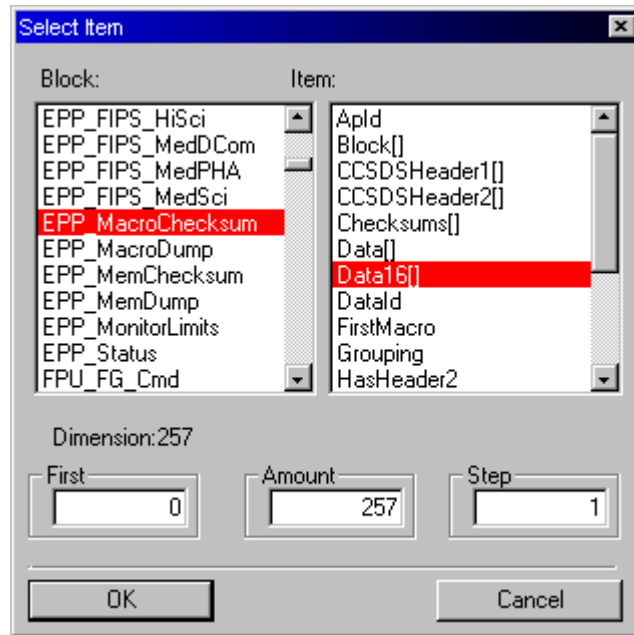 Select Item
Block:
Item:
EPP_FIPS_HiSci
EPP_FIPS_MedDCom
EPP_FIPS_MedPHA
EPP_FIPS_MedSci
EPP_MacroChecksum
EPP_MacroDump
EPP_MemChecksum
EPP_MemDump
EPP_MonitorLimits
EPP_Status
FPU_FG_Cmd
ApId
Block[]
CCSDSHeader1[]
CCSDSHeader2[]
Checksums[]
Data[]
Data16[]
DataId
FirstMacro
Grouping
HasHeader2
Dimension:257
First
0
Amount
257
Step
1
OK
Cancel